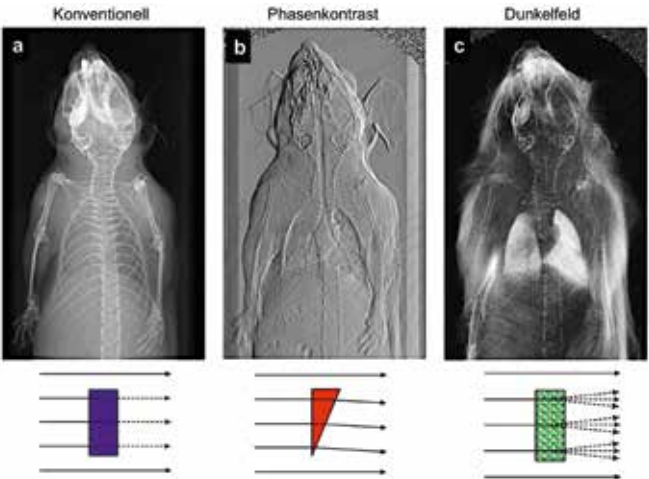 Konventionell
Phasenkontrast
Dunkelfeld
a
b
c